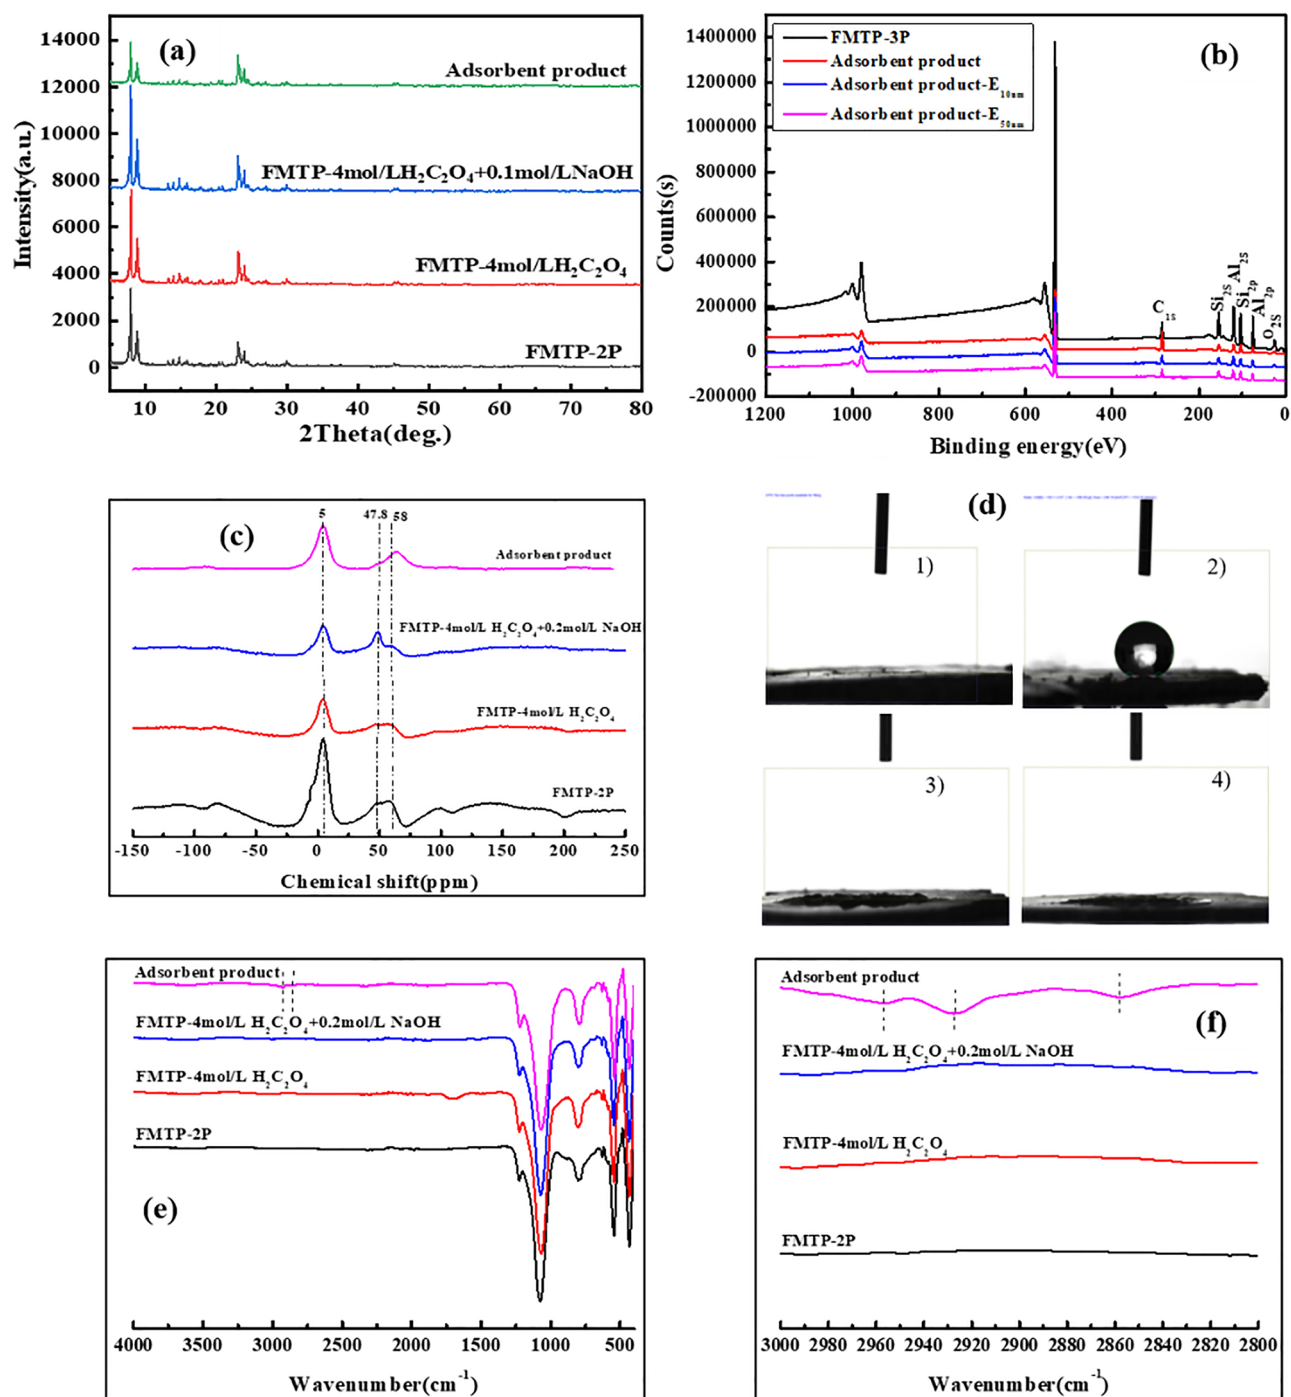 (a)
14000
12000
10000
8000
6000
4000
2000
0
Intensity(a.u.)
Adsorbent product
FMTP-4mol/LH₂C₂O₄+0.1mol/LNaOH
FMTP-4mol/LH₂C₂O₄
FMTP-2P
10 20 30 40 50 60 70 80
2Theta(deg.)
(b)
FMTP-3P
Adsorbent product
Adsorbent product-E₁₀ₙₘ
Adsorbent product-E₅₀ₙₘ
1400000
1200000
1000000
800000
600000
400000
200000
0
-200000
Counts(s)
C₁S
Si₂S
Al₂S
Si₂p
Al₂p
O₂S
1200 1000 800 600 400 200 0
Binding energy(eV)
(c)
5 47.8 58
Adsorbent product
FMTP-4mol/L H₂C₂O₄+0.2mol/L NaOH
FMTP-4mol/L H₂C₂O₄
FMTP-2P
-150 -100 -50 0 50 100 150 200 250
Chemical shift(ppm)
(d)
1)
2)
3)
4)
Adsorbent product
FMTP-4mol/L H₂C₂O₄+0.2mol/L NaOH
FMTP-4mol/L H₂C₂O₄
FMTP-2P
(e)
4000 3500 3000 2500 2000 1500 1000 500
Wavenumber(cm⁻¹)
Adsorbent product
(f)
FMTP-4mol/L H₂C₂O₄+0.2mol/L NaOH
FMTP-4mol/L H₂C₂O₄
FMTP-2P
3000 2980 2960 2940 2920 2900 2880 2860 2840 2820 2800
Wavenumber(cm⁻¹)